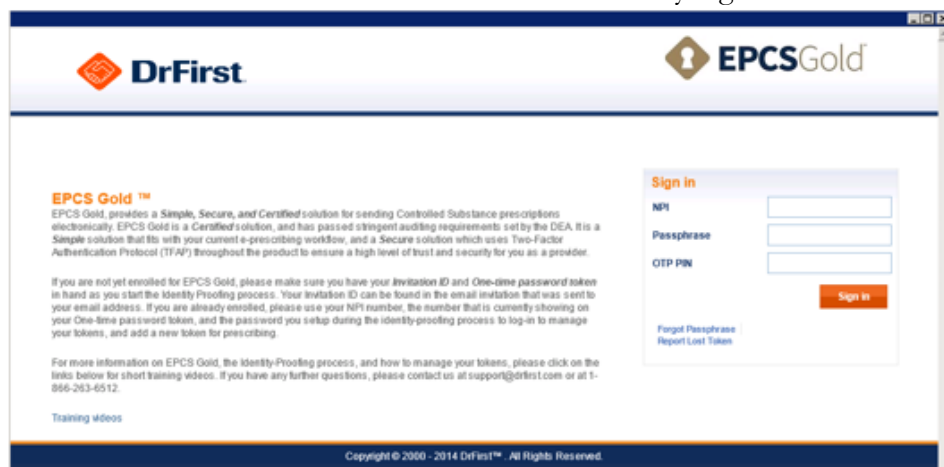 DrFirst
EPCSGold
EPCS Gold ™
EPCS Gold, provides a Simple, Secure, and Certified solution for sending Controlled Substance prescriptions
electronically. EPCS Gold is a Certified solution, and has passed stringent auditing requirements set by the DEA. It is a
Simple solution that fits with your current e-prescribing workflow, and a Secure solution which uses Two-Factor
Authentication Protocol (TFAP) throughout the product to ensure a high level of trust and security for you as a provider.
If you are not yet enrolled for EPCS Gold, please make sure you have your Invitation ID and One-time password token
in hand as you start the Identity Proofing process. Your Invitation ID can be found in the email invitation that was sent to
your email address. If you are already enrolled, please use your NPI number, the number that is currently showing on
your One-time password token, and the password you setup during the identity-proofing process to log-in to manage
your tokens, and add a new token for prescribing.
For more information on EPCS Gold, the Identity-Proofing process, and how to manage your tokens, please click on the
links below for short training videos. If you have any further questions, please contact us at support@drfirst.com or at 1-
866-263-6512.
Training videos
Sign in
NPI
Passphrase
OTP PIN
Sign in
Forgot Passphrase
Report Lost Token
Copyright © 2000 - 2014 DrFirst™ . All Rights Reserved.